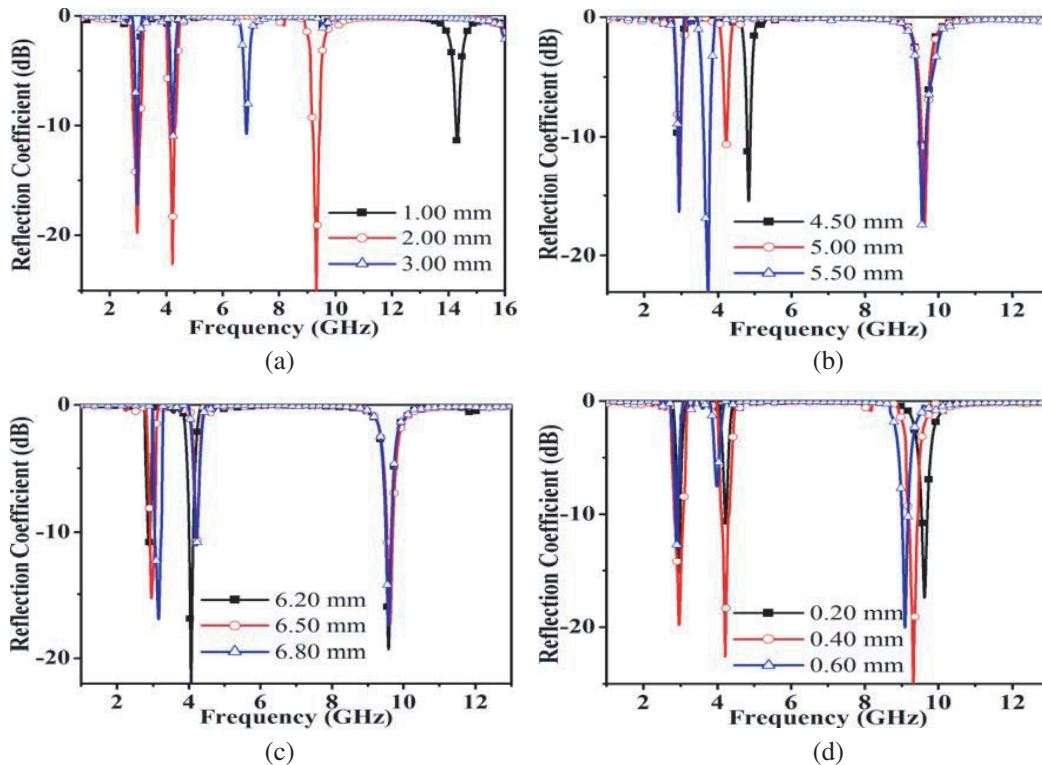 Reflection Coefficient (dB)
0
-10
-20
1.00 mm
2.00 mm
3.00 mm
2 4 6 8 10 12 14 16
Frequency (GHz)
(a)
Reflection Coefficient (dB)
0
-10
-20
4.50 mm
5.00 mm
5.50 mm
2 4 6 8 10
Frequency (GHz)
(b)
Reflection Coefficient (dB)
0
-10
-20
6.20 mm
6.50 mm
6.80 mm
2 4 6 8 10
Frequency (GHz)
(c)
Reflection Coefficient (dB)
0
-10
-20
0.20 mm
0.40 mm
0.60 mm
2 4 6 8 10
Frequency (GHz)
(d)